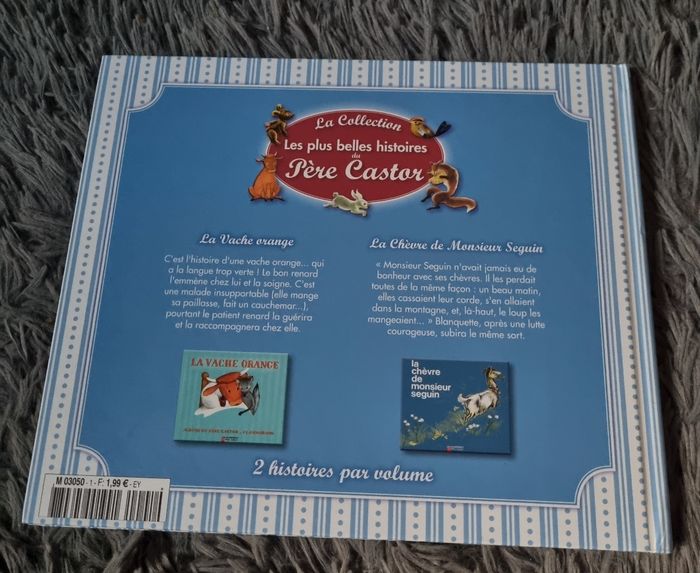 La Collection
Les plus belles histoires
du
Père Castor
La Vache orange
C'est l'histoire d'une vache orange... qui
a la langue trop verte ! Le bon renard
l'emmène chez lui et la soigne. C'est
une malade insupportable (elle mange
sa paillasse, fait un cauchemar...),
pourtant le patient renard la guérira
et la raccompagnera chez elle.
LA VACHE ORANGE
La Chèvre de Monsieur Seguin
« Monsieur Seguin n'avait jamais eu de
bonheur avec ses chèvres. Il les perdait
toutes de la même façon : un beau matin,
elles cassaient leur corde, s'en allaient
dans la montagne, et, là-haut, le loup les
mangeaient... » Blanquette, après une lutte
courageuse, subira le même sort.
la
chèvre
de
monsieur
seguin
2 histoires par volume
M 03050 - 1 - F: 1,99 € - EY